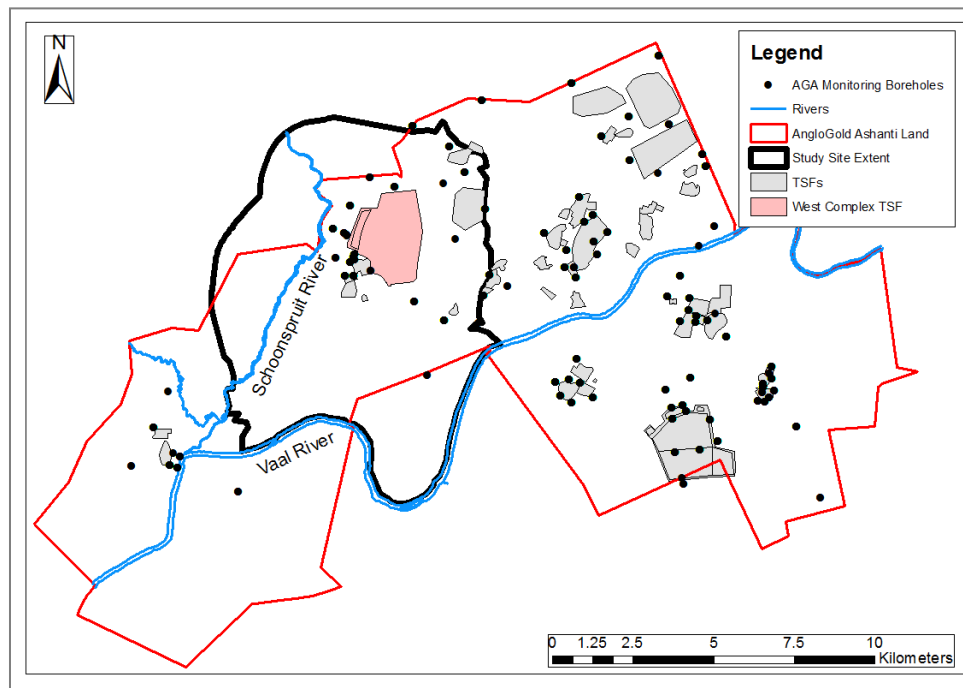 N
Legend
AGA Monitoring Boreholes
Rivers
AngloGold Ashanti Land
Study Site Extent
TSFs
West Complex TSF
Schoonspruit River
Vaal River
0 1.25 2.5 5 7.5 10
Kilometers